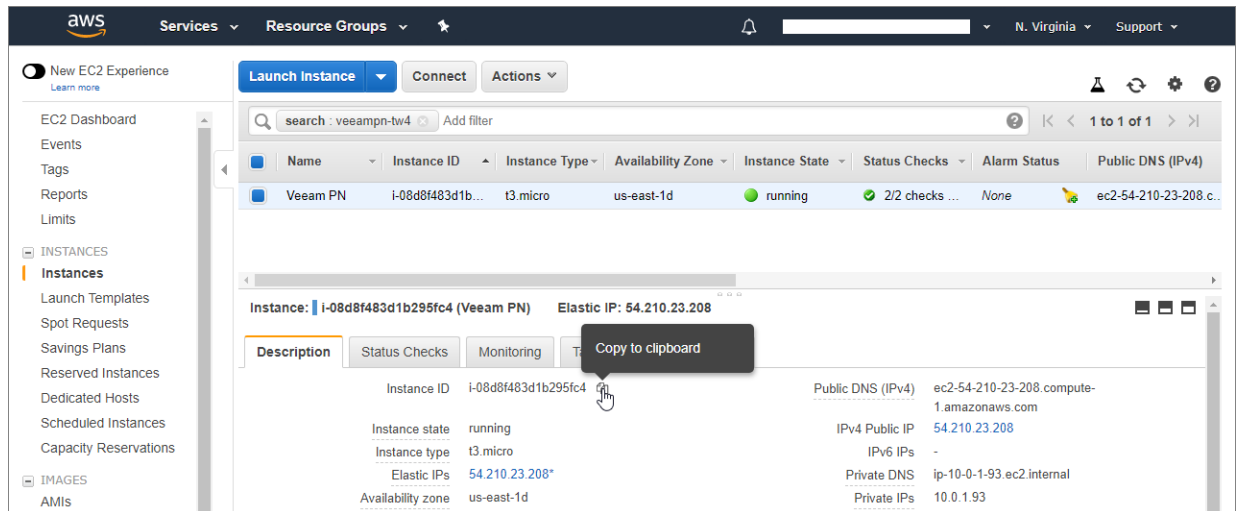 aws Services Resource Groups N. Virginia Support
New EC2 Experience
Learn more
EC2 Dashboard
Events
Tags
Reports
Limits
INSTANCES
Instances
Launch Templates
Spot Requests
Savings Plans
Reserved Instances
Dedicated Hosts
Scheduled Instances
Capacity Reservations
IMAGES
AMIs
Launch Instance Connect Actions
search : veeampn-tw4 Add filter 1 to 1 of 1
Name Instance ID Instance Type Availability Zone Instance State Status Checks Alarm Status Public DNS (IPv4)
Veeam PN i-08d8f483d1b... t3.micro us-east-1d running 2/2 checks ... None ec2-54-210-23-208.c...
Instance: i-08d8f483d1b295fc4 (Veeam PN) Elastic IP: 54.210.23.208
Copy to clipboard
Description Status Checks Monitoring
Instance ID i-08d8f483d1b295fc4
Instance state running
Instance type t3.micro
Elastic IPs 54.210.23.208*
Availability zone us-east-1d
Public DNS (IPv4) ec2-54-210-23-208.compute-
1.amazonaws.com
IPv4 Public IP 54.210.23.208
IPv6 IPs -
Private DNS ip-10-0-1-93.ec2.internal
Private IPs 10.0.1.93